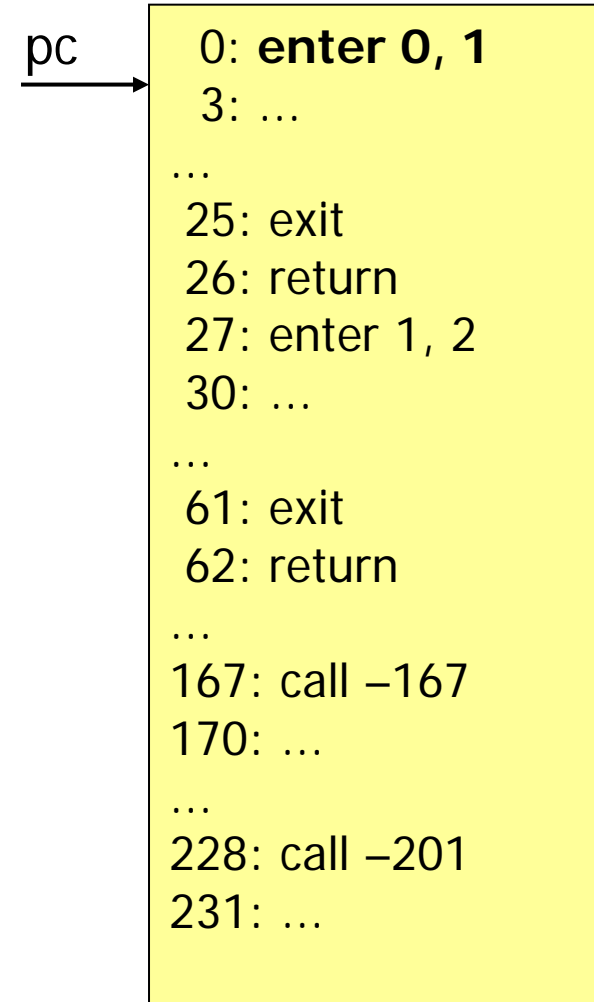 pc
0: enter 0, 1
3: ...
...
25: exit
26: return
27: enter 1, 2
30: ...
...
61: exit
62: return
...
167: call –167
170: ...
...
228: call –201
231: ...